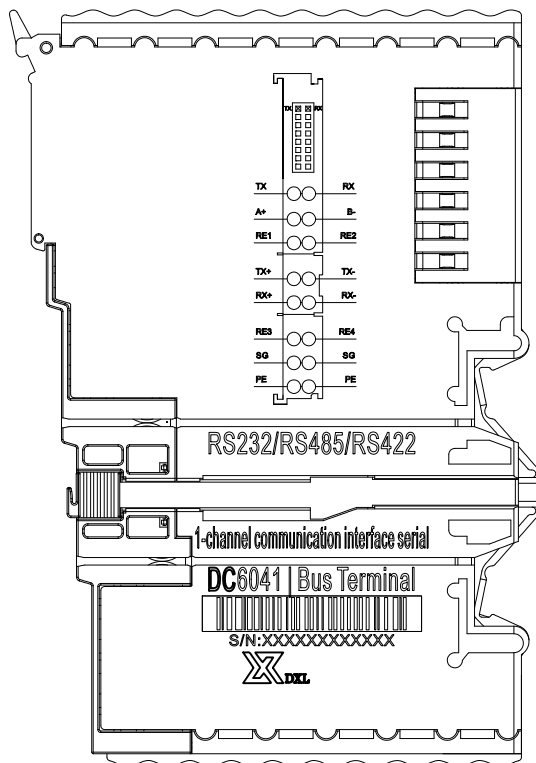 TX RX
TX RX
A+ B-
RE1 RE2
TX+ TX-
RX+ RX-
RE3 RE4
SG SG
PE PE
RS232/RS485/RS422
1-channel communication interface serial
DC6041 | Bus Terminal
S/N:XXXXXXXXXXXXX
DXL